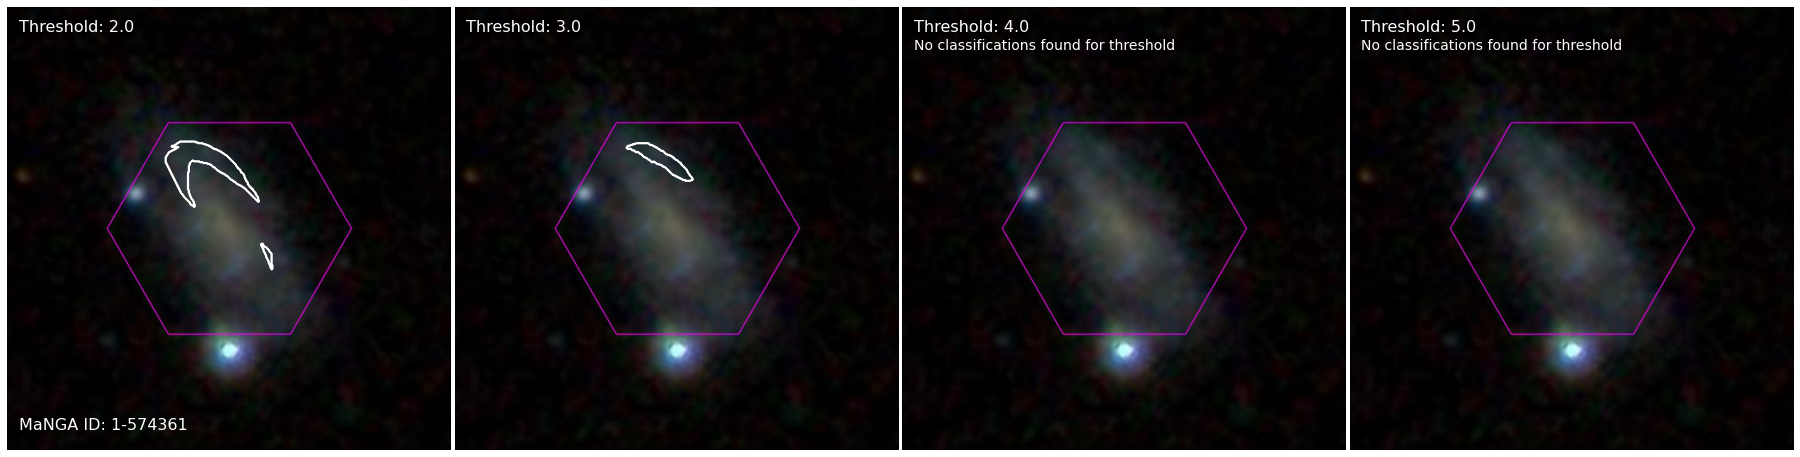 Threshold: 2.0
MaNGA ID: 1-574361
Threshold: 3.0
Threshold: 4.0
No classifications found for threshold
Threshold: 5.0
No classifications found for threshold